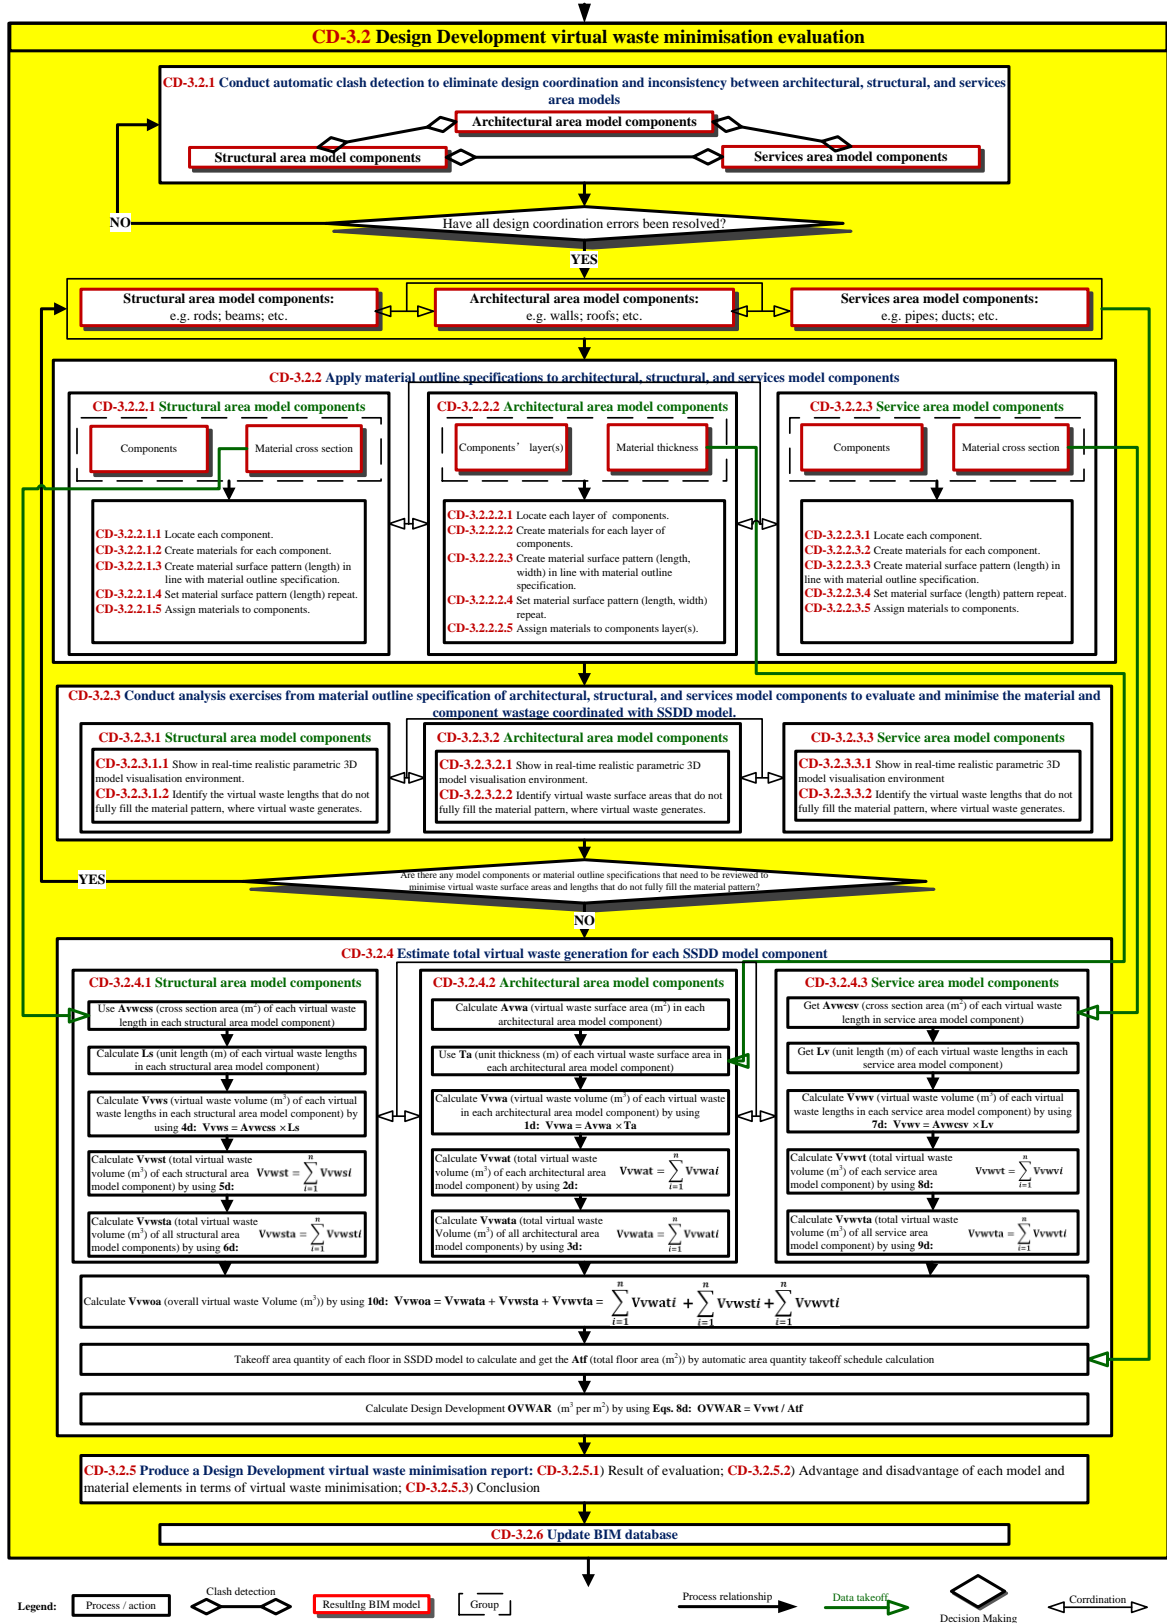 CD-3.2 Design Development virtual waste minimisation evaluation
CD-3.2.1 Conduct automatic clash detection to eliminate design coordination and inconsistency between architectural, structural, and services
area models
Architectural area model components
Structural area model components
Services area model components
NO
Have all design coordination errors been resolved?
YES
Structural area model components:
e.g. rods; beams; etc.
Architectural area model components:
e.g. walls; roofs; etc.
Services area model components:
e.g. pipes; ducts; etc.
CD-3.2.2 Apply material outline specifications to architectural, structural, and services model components
CD-3.2.2.1 Structural area model components
Components
Material cross section
CD-3.2.2.1.1 Locate each component.
CD-3.2.2.1.2 Create materials for each component.
CD-3.2.2.1.3 Create material surface pattern (length) in
line with material outline specification.
CD-3.2.2.1.4 Set material surface pattern (length) repeat.
CD-3.2.2.1.5 Assign materials to components.
CD-3.2.2.2 Architectural area model components
Components’ layer(s)
Material thickness
CD-3.2.2.2.1 Locate each layer of components.
CD-3.2.2.2.2 Create materials for each layer of
components.
CD-3.2.2.2.3 Create material surface pattern (length,
width) in line with material outline
specification.
CD-3.2.2.2.4 Set material surface pattern (length, width)
repeat.
CD-3.2.2.2.5 Assign materials to components layer(s).
CD-3.2.2.3 Service area model components
Components
Material cross section
CD-3.2.2.3.1 Locate each component.
CD-3.2.2.3.2 Create materials for each component.
CD-3.2.2.3.3 Create material surface pattern (length) in
line with material outline specification.
CD-3.2.2.3.4 Set material surface (length) pattern repeat.
CD-3.2.2.3.5 Assign materials to components.
CD-3.2.3 Conduct analysis exercises from material outline specification of architectural, structural, and services model components to evaluate and minimise the material and
component wastage coordinated with SSDD model.
CD-3.2.3.1 Structural area model components
CD-3.2.3.1.1 Show in real-time realistic parametric 3D
model visualisation environment.
CD-3.2.3.1.2 Identify the virtual waste lengths that do not
fully fill the material pattern, where virtual waste generates.
CD-3.2.3.2 Architectural area model components
CD-3.2.3.2.1 Show in real-time realistic parametric 3D
model visualisation environment.
CD-3.2.3.2.2 Identify virtual waste surface areas that do not
fully fill the material pattern, where virtual waste generates.
CD-3.2.3.3 Service area model components
CD-3.2.3.3.1 Show in real-time realistic parametric 3D
model visualisation environment
CD-3.2.3.3.2 Identify the virtual waste lengths that do not
fully fill the material pattern, where virtual waste generates.
YES
Are there any model components or material outline specifications that need to be reviewed to
minimise virtual waste surface areas and lengths that do not fully fill the material pattern?
NO
CD-3.2.4 Estimate total virtual waste generation for each SSDD model component
CD-3.2.4.1 Structural area model components
Use Avwcss (cross section area (m²) of each virtual waste
length in each structural area model component)
Calculate Ls (unit length (m) of each virtual waste lengths
in each structural area model component)
Calculate Vvws (virtual waste volume (m³) of each virtual
waste lengths in each structural area model component) by
using 4d: Vvws = Avwcss × Ls
Calculate Vvwst (total virtual waste
volume (m³) of each structural area
model component) by using 5d:
Vvwst = ∑ⁿᵢ₌₁ Vvwsi
Calculate Vvwsta (total virtual waste
volume (m³) of all structural area
model components) by using 6d:
Vvwsta = ∑ⁿᵢ₌₁ Vvwsti
CD-3.2.4.2 Architectural area model components
Calculate Avwa (virtual waste surface area (m²) in each
architectural area model component)
Use Ta (unit thickness (m) of each virtual waste surface area in
each architectural area model component)
Calculate Vvwa (virtual waste volume (m³) of each virtual waste
in each architectural area model component) by using
1d: Vvwa = Avwa × Ta
Calculate Vvwat (total virtual waste
volume (m³) of each architectural area
model component) by using 2d:
Vvwat = ∑ⁿᵢ₌₁ Vvwai
Calculate Vvwata (total virtual waste
Volume (m³) of all architectural area
model components) by using 3d:
Vvwata = ∑ⁿᵢ₌₁ Vvwati
CD-3.2.4.3 Service area model components
Get Avwcsv (cross section area (m²) of each virtual waste
length in service area model component)
Get Lv (unit length (m) of each virtual waste lengths in each
service area model component)
Calculate Vvwv (virtual waste volume (m³) of each virtual
waste lengths in each service area model component) by using
7d: Vvwv = Avwcsv × Lv
Calculate Vvwvt (total virtual waste
volume (m³) of each service area
model component) by using 8d:
Vvwvt = ∑ⁿᵢ₌₁ Vvwvi
Calculate Vvwvta (total virtual waste
volume (m³) of all service area
model component) by using 9d:
Vvwvta = ∑ⁿᵢ₌₁ Vvwvti
Calculate Vvwoa (overall virtual waste Volume (m³)) by using 10d: Vvwoa = Vvwata + Vvwsta + Vvwvta = ∑ⁿᵢ₌₁ Vvwati + ∑ⁿᵢ₌₁ Vvwsti + ∑ⁿᵢ₌₁ Vvwvti
Takeoff area quantity of each floor in SSDD model to calculate and get the Atf (total floor area (m²)) by automatic area quantity takeoff schedule calculation
Calculate Design Development OVWAR (m³ per m²) by using Eqs. 8d: OVWAR = Vvwt / Atf
CD-3.2.5 Produce a Design Development virtual waste minimisation report: CD-3.2.5.1) Result of evaluation; CD-3.2.5.2) Advantage and disadvantage of each model and
material elements in terms of virtual waste minimisation; CD-3.2.5.3) Conclusion
CD-3.2.6 Update BIM database
Legend:
Process / action
Clash detection
ResultIng BIM model
Group
Process relationship
Data takeoff
Decision Making
Corrdination